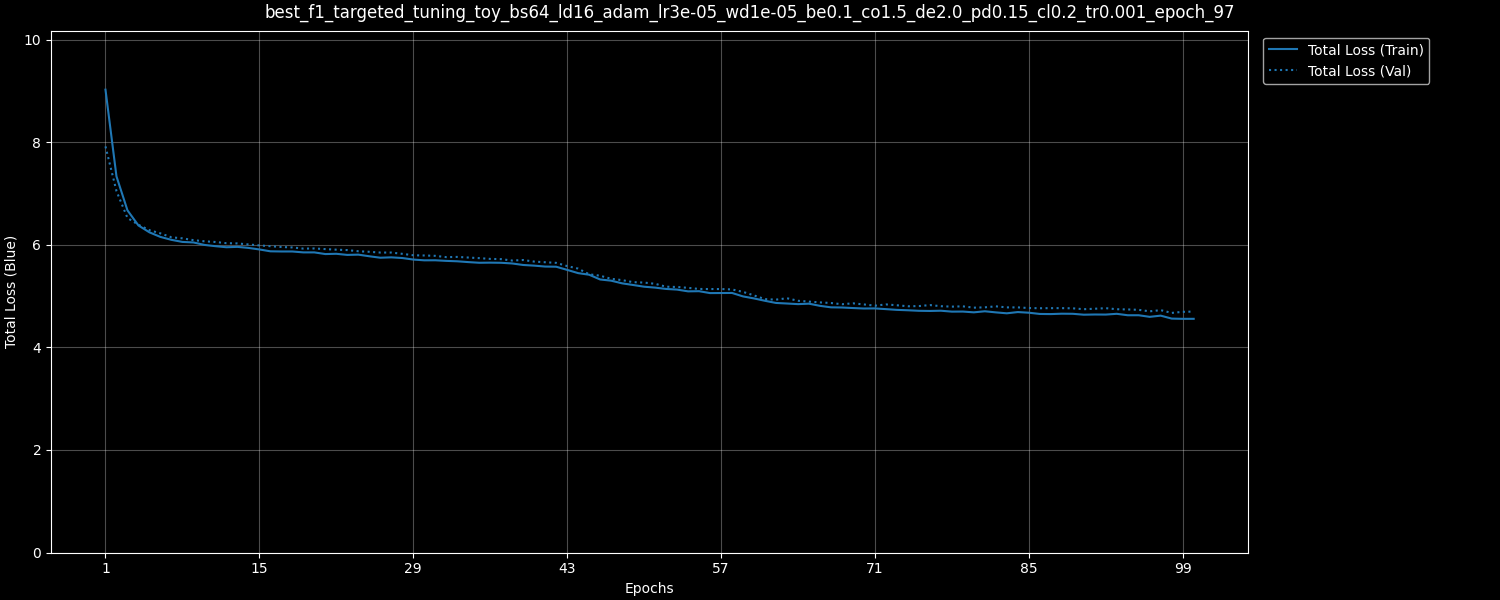 best_f1_targeted_tuning_toy_bs64_ld16_adam_lr3e-05_wd1e-05_be0.1_co1.5_de2.0_pd0.15_cl0.2_tr0.001_epoch_97
Total Loss (Train)
Total Loss (Val)
Total Loss (Blue)
10
8
6
4
2
0
1 15 29 43 57 71 85 99
Epochs